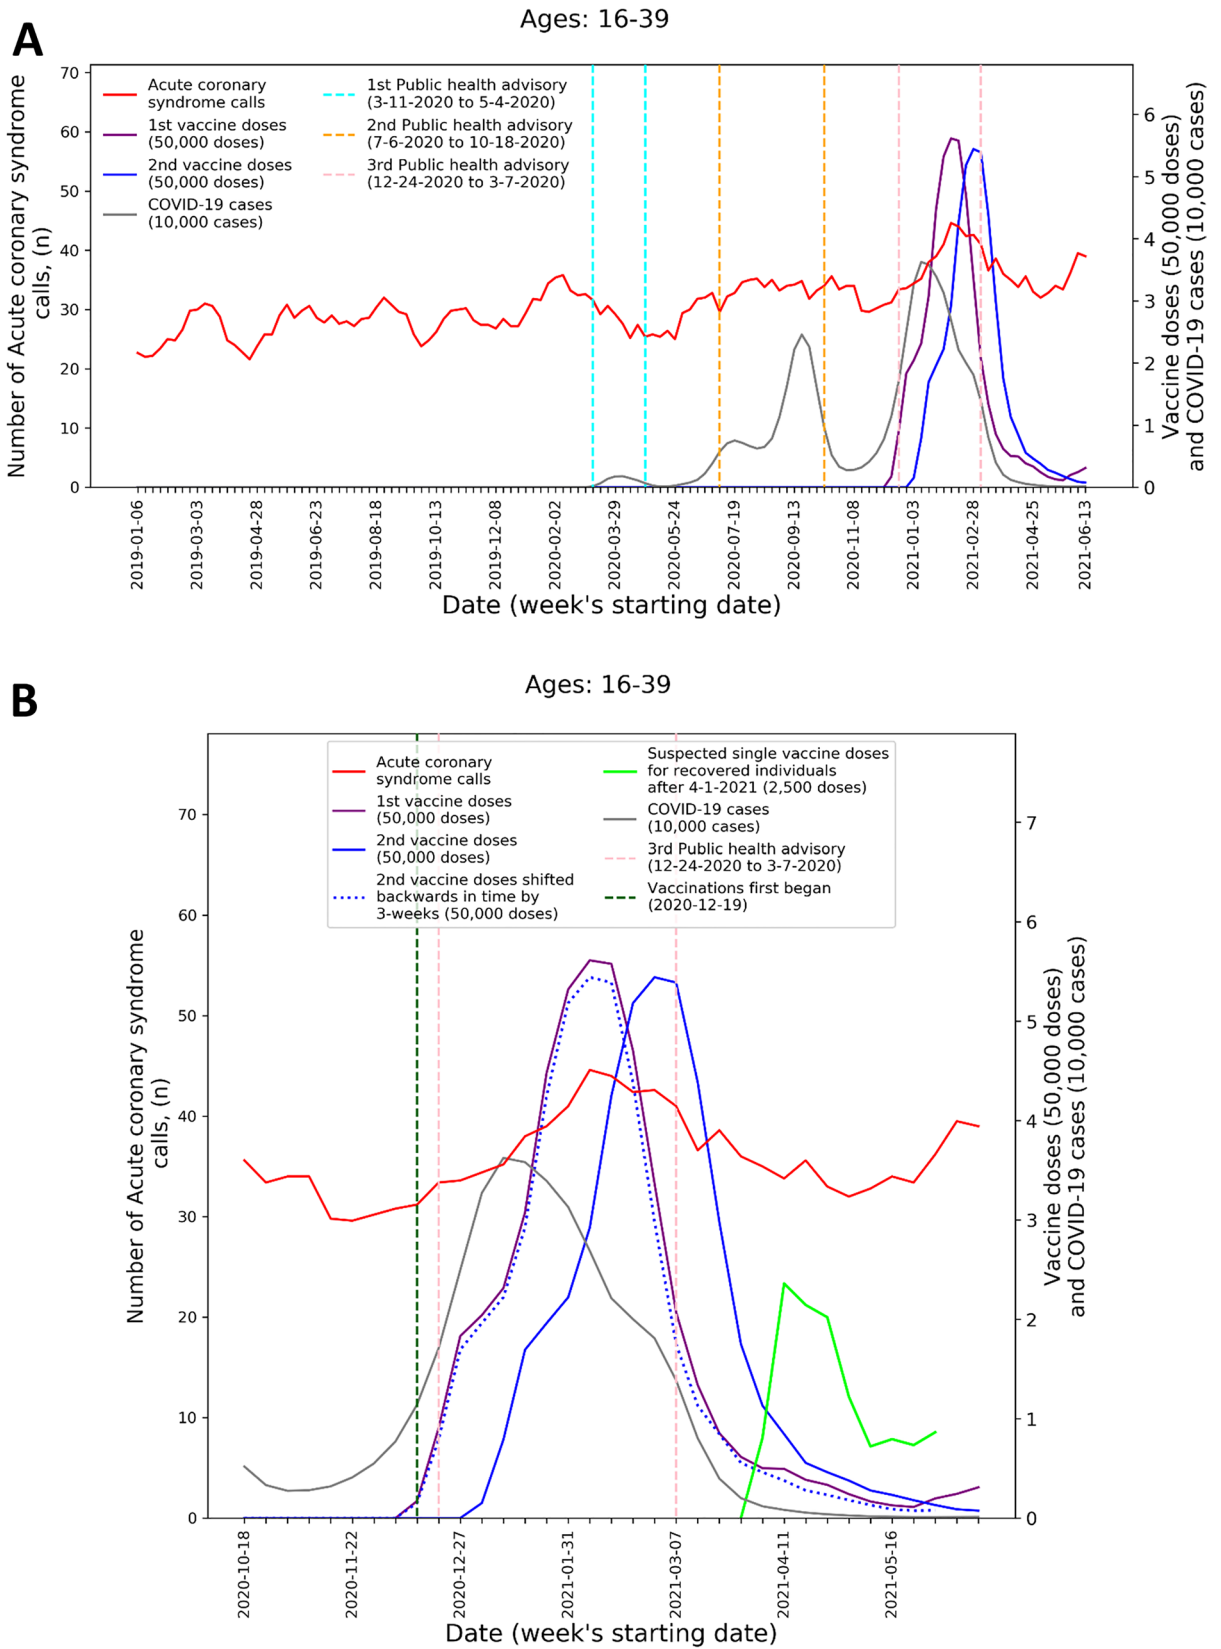 A
Ages: 16-39
Number of Acute coronary syndrome
calls, (n)
70
60
50
40
30
20
10
0
Acute coronary
syndrome calls
1st vaccine doses
(50,000 doses)
2nd vaccine doses
(50,000 doses)
COVID-19 cases
(10,000 cases)
1st Public health advisory
(3-11-2020 to 5-4-2020)
2nd Public health advisory
(7-6-2020 to 10-18-2020)
3rd Public health advisory
(12-24-2020 to 3-7-2020)
6
5
4
3
2
1
0
Vaccine doses (50,000 doses)
and COVID-19 cases (10,000 cases)
2019-01-06
2019-03-03
2019-04-28
2019-06-23
2019-08-18
2019-10-13
2019-12-08
2020-02-02
2020-03-29
2020-05-24
2020-07-19
2020-09-13
2020-11-08
2021-01-03
2021-02-28
2021-04-25
2021-06-13
Date (week's starting date)
B
Ages: 16-39
Number of Acute coronary syndrome
calls, (n)
70
60
50
40
30
20
10
0
Acute coronary
syndrome calls
1st vaccine doses
(50,000 doses)
2nd vaccine doses
(50,000 doses)
2nd vaccine doses shifted
backwards in time by
3-weeks (50,000 doses)
Suspected single vaccine doses
for recovered individuals
after 4-1-2021 (2,500 doses)
COVID-19 cases
(10,000 cases)
3rd Public health advisory
(12-24-2020 to 3-7-2020)
Vaccinations first began
(2020-12-19)
7
6
5
4
3
2
1
0
Vaccine doses (50,000 doses)
and COVID-19 cases (10,000 cases)
2020-10-18
2020-11-22
2020-12-27
2021-01-31
2021-03-07
2021-04-11
2021-05-16
Date (week's starting date)